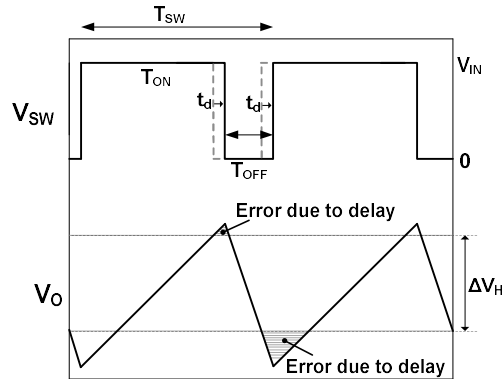 TSW
VIN
TON
td
td
VSW
TOFF
0
Error due to delay
VO
ΔVH
Error due to delay